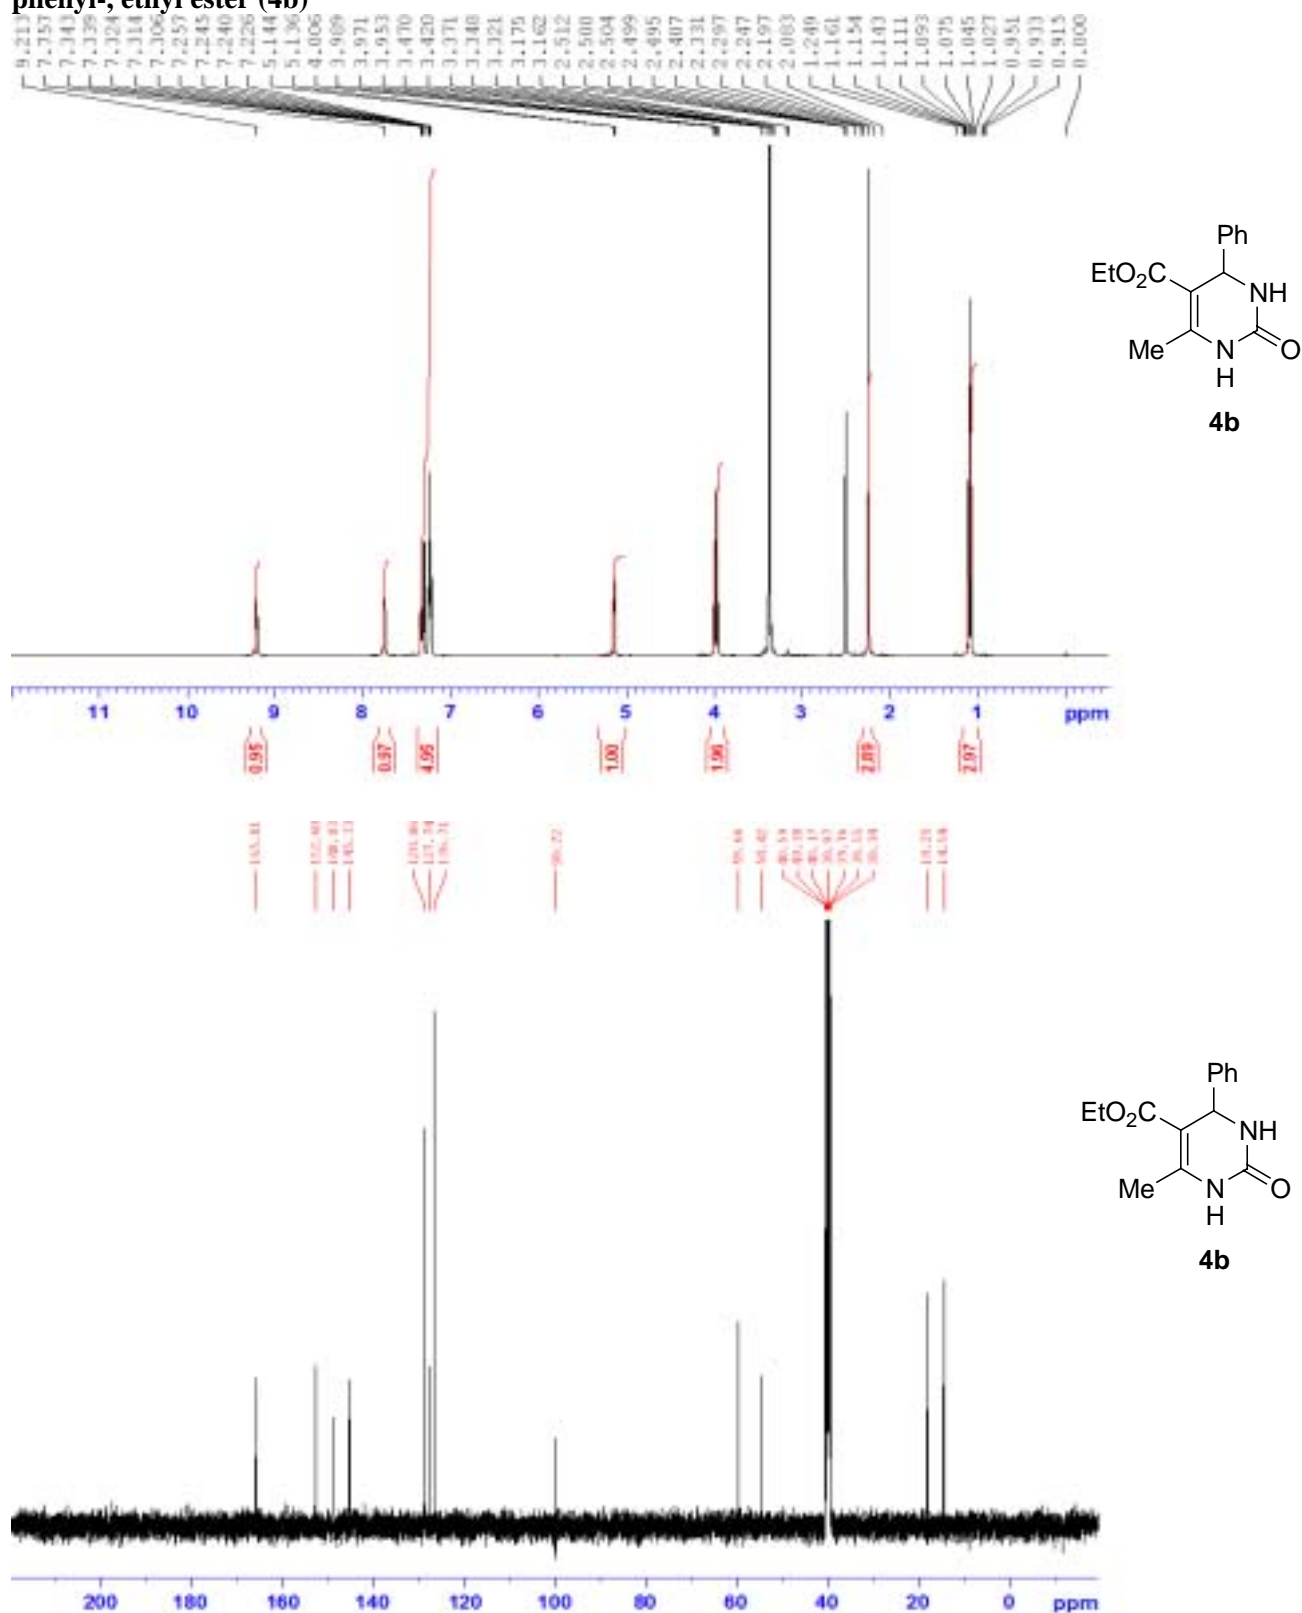 phenyl-, ethyl ester (4b)
9.213 7.757 7.343 7.339 7.324 7.314 7.306 7.257 7.245 7.240 7.226 5.144 5.136 4.006 3.989 3.971 3.953 3.470 3.420 3.371 3.348 3.321 3.175 3.162 2.512 2.508 2.504 2.499 2.495 2.407 2.331 2.297 2.247 2.197 2.083 1.249 1.161 1.154 1.143 1.111 1.093 1.075 1.045 1.027 0.951 0.933 0.915 0.000
Ph
EtO2C
NH
Me
N
O
H
4b
11 10 9 8 7 6 5 4 3 2 1 ppm
0.95 0.97 4.95 1.00 1.96 2.89 2.97
Ph
EtO2C
NH
Me
N
O
H
4b
200 180 160 140 120 100 80 60 40 20 0 ppm